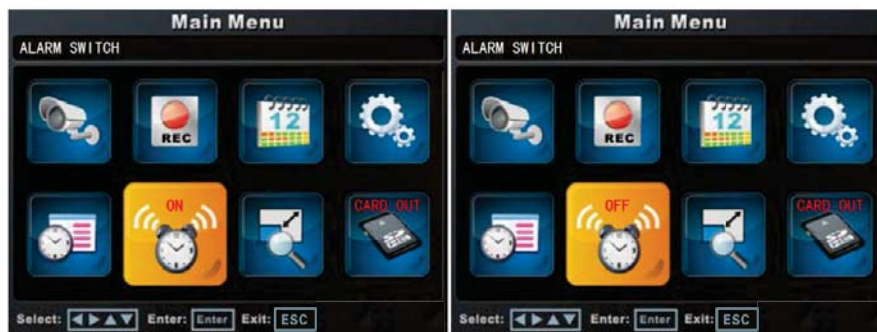 Main Menu
ALARM SWITCH
REC
12
ON
CARD OUT
Select: Enter: Enter Exit: ESC
Main Menu
ALARM SWITCH
REC
12
OFF
CARD OUT
Select: Enter: Enter Exit: ESC